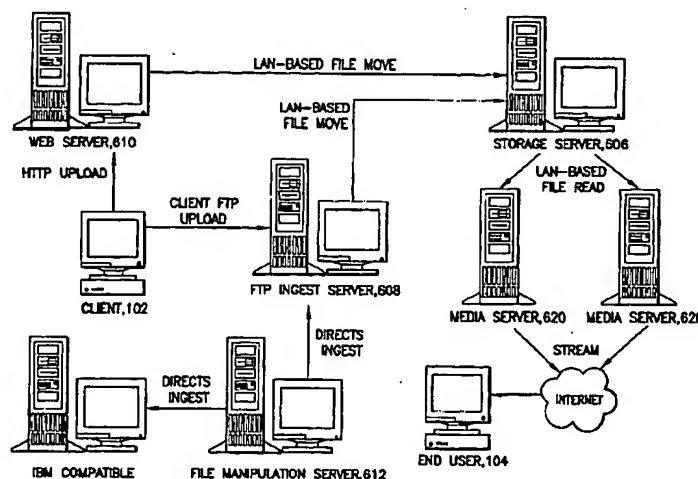 LAN-BASED FILE MOVE
LAN-BASED
FILE MOVE
WEB SERVER,610
STORAGE SERVER,606
HTTP UPLOAD
CLIENT FTP
UPLOAD
LAN-BASED
FILE READ
CLIENT,102
FTP INGEST SERVER,608
MEDIA SERVER,620
MEDIA SERVER,620
DIRECTS
INGEST
STREAM
DIRECTS
INGEST
INTERNET
IBM COMPATIBLE
FILE MANIPULATION SERVER,612
END USER,104